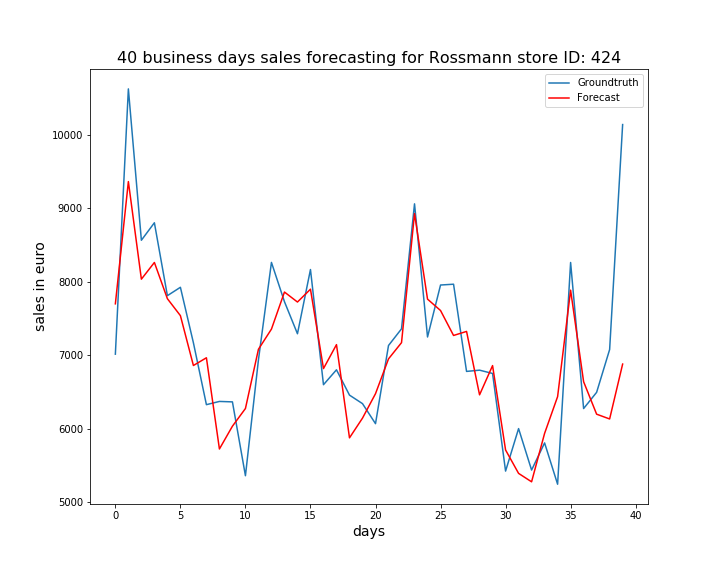 40 business days sales forecasting for Rossmann store ID: 424
Groundtruth
Forecast
10000
9000
8000
7000
6000
5000
sales in euro
0 5 10 15 20 25 30 35 40
days